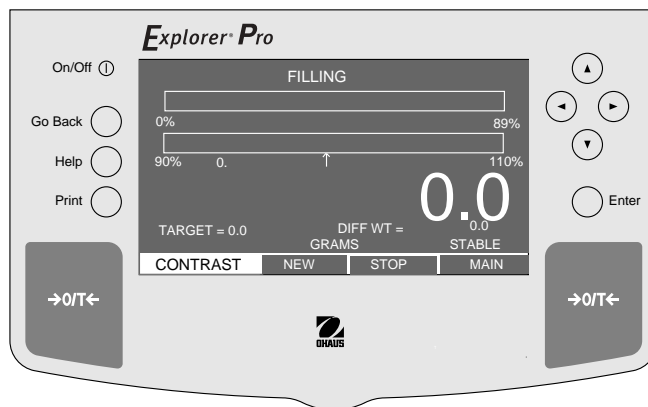 Explorer® Pro
On/Off
Go Back
Help
Print
FILLING
0% 89%
90% 0. ↑ 110%
0.0
TARGET = 0.0 DIFF WT = 0.0
GRAMS STABLE
CONTRAST NEW STOP MAIN
Enter
→0/T←
→0/T←
OHAUS